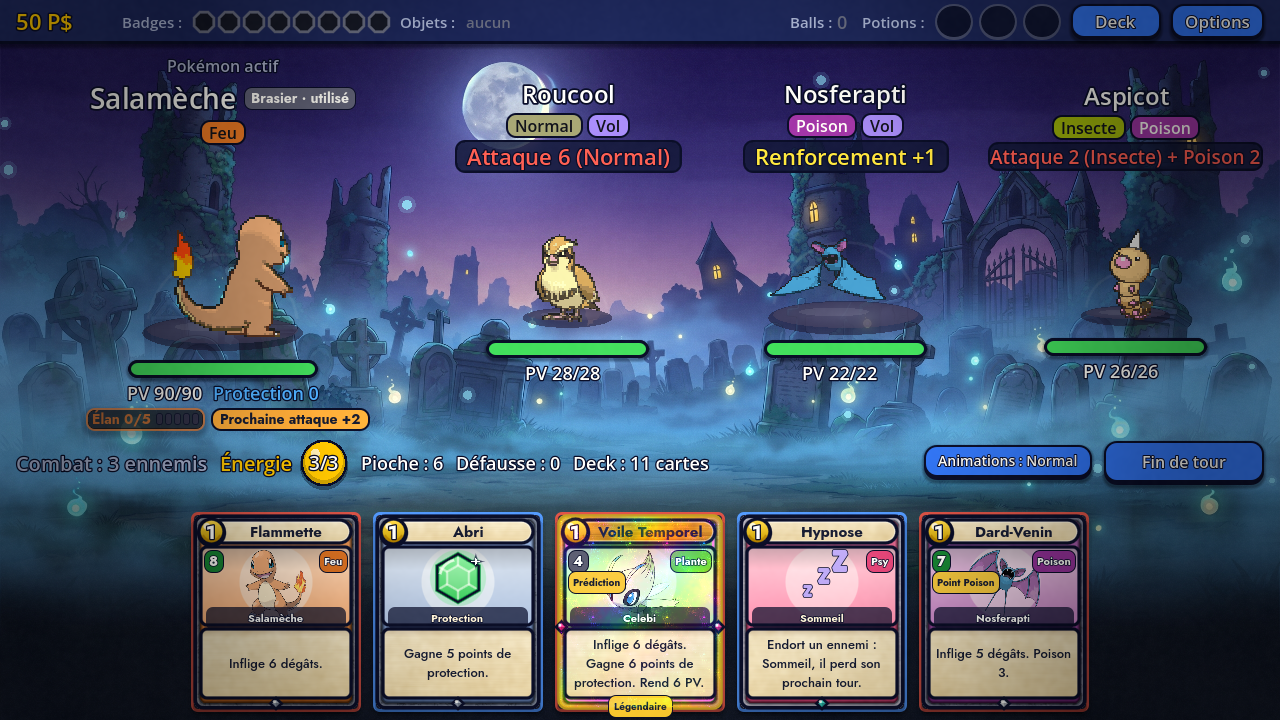 50 P$ Badges : Objets : aucun Balls : 0 Potions : Deck Options
Pokémon actif
Salamèche Brasier · utilisé
Feu
Roucool
Normal Vol
Attaque 6 (Normal)
Nosferapti
Poison Vol
Renforcement +1
Aspicot
Insecte Poison
Attaque 2 (Insecte) + Poison 2
PV 90/90 Protection 0
Élan 0/5 Prochaine attaque +2
PV 28/28
PV 22/22
PV 26/26
Combat : 3 ennemis Énergie 3/3 Pioche : 6 Défausse : 0 Deck : 11 cartes Animations : Normal Fin de tour
1 Flammette
8 Feu
Salamèche
Inflige 6 dégâts.
1 Abri
Protection
Gagne 5 points de
protection.
1 Voile Temporel
4 Plante
Prédiction
Celebi
Inflige 6 dégâts.
Gagne 6 points de
protection. Rend 6 PV.
Légendaire
1 Hypnose
Psy
z z Z
Sommeil
Endort un ennemi :
Sommeil, il perd son
prochain tour.
1 Dard-Venin
7 Poison
Point Poison
Nosferapti
Inflige 5 dégâts. Poison
3.